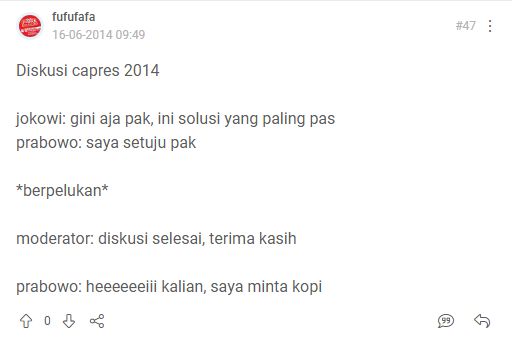 fufufafa
16-06-2014 09:49
#47
Diskusi capres 2014
jokowi: gini aja pak, ini solusi yang paling pas
prabowo: saya setuju pak
*berpelukan*
moderator: diskusi selesai, terima kasih
prabowo: heeeeeeiii kalian, saya minta kopi
0